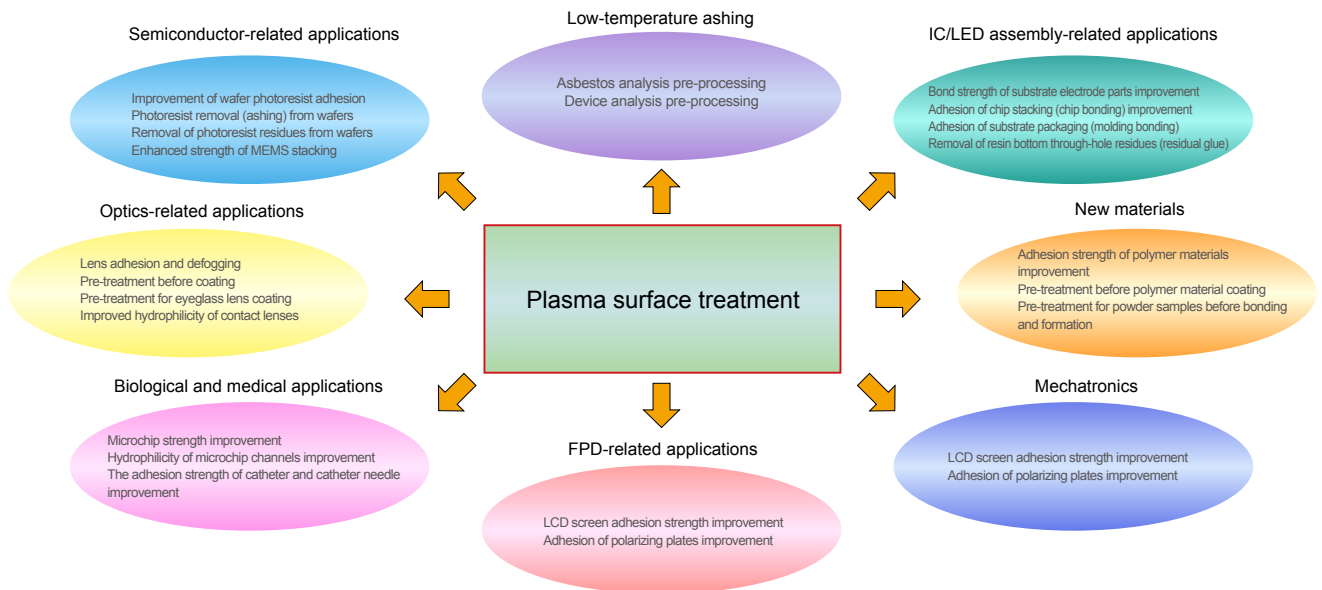 Low-temperature ashing
Asbestos analysis pre-processing
Device analysis pre-processing
Semiconductor-related applications
Improvement of wafer photoresist adhesion
Photoresist removal (ashing) from wafers
Removal of photoresist residues from wafers
Enhanced strength of MEMS stacking
IC/LED assembly-related applications
Bond strength of substrate electrode parts improvement
Adhesion of chip stacking (chip bonding) improvement
Adhesion of substrate packaging (molding bonding)
Removal of resin bottom through-hole residues (residual glue)
Optics-related applications
Lens adhesion and defogging
Pre-treatment before coating
Pre-treatment for eyeglass lens coating
Improved hydrophilicity of contact lenses
Plasma surface treatment
New materials
Adhesion strength of polymer materials
improvement
Pre-treatment before polymer material coating
Pre-treatment for powder samples before bonding
and formation
Biological and medical applications
Microchip strength improvement
Hydrophilicity of microchip channels improvement
The adhesion strength of catheter and catheter needle
improvement
FPD-related applications
LCD screen adhesion strength improvement
Adhesion of polarizing plates improvement
Mechatronics
LCD screen adhesion strength improvement
Adhesion of polarizing plates improvement